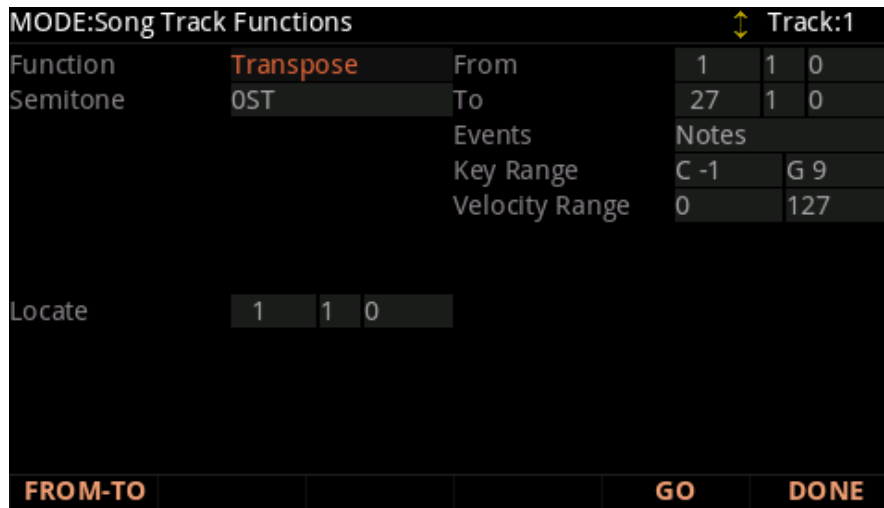 MODE:Song Track Functions ↕ Track:1
Function Transpose From 1 1 0
Semitone 0ST To 27 1 0
Events Notes
Key Range C -1 G 9
Velocity Range 0 127
Locate 1 1 0
FROM-TO GO DONE